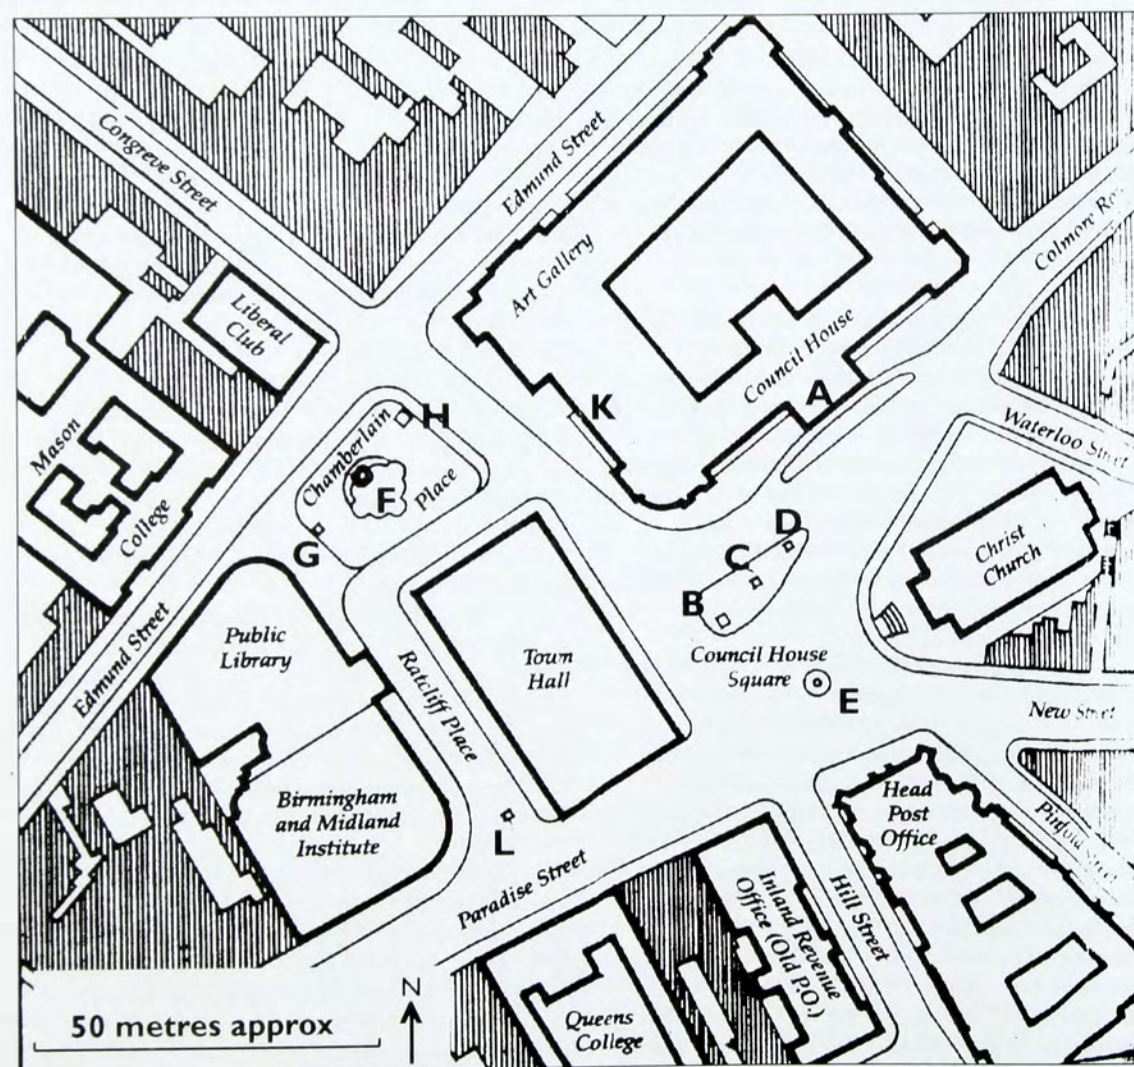 Congreve Street
Edmund Street
Art Gallery
Council House
Colmore
Liberal
Club
Mason
College
Chamberlain
Place
H
F
G
K
A
Waterloo Street
Christ
Church
D
C
B
Council House
Square
E
New Street
Edmund Street
Public
Library
Ratcliff Place
Town
Hall
Birmingham
and Midland
Institute
L
Paradise Street
Head
Post
Office
Pinfold Street
Hill Street
Inland Revenue
Office (Old P.O.)
Queens
College
N
50 metres approx